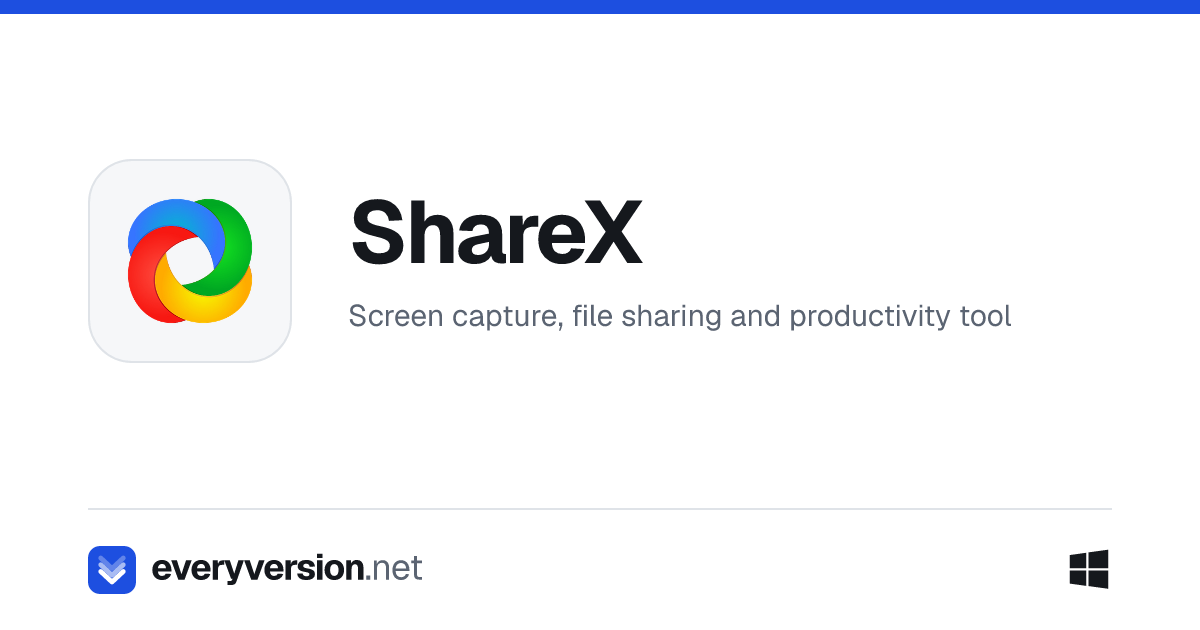 ShareX
Screen capture, file sharing and productivity tool
everyversion.net